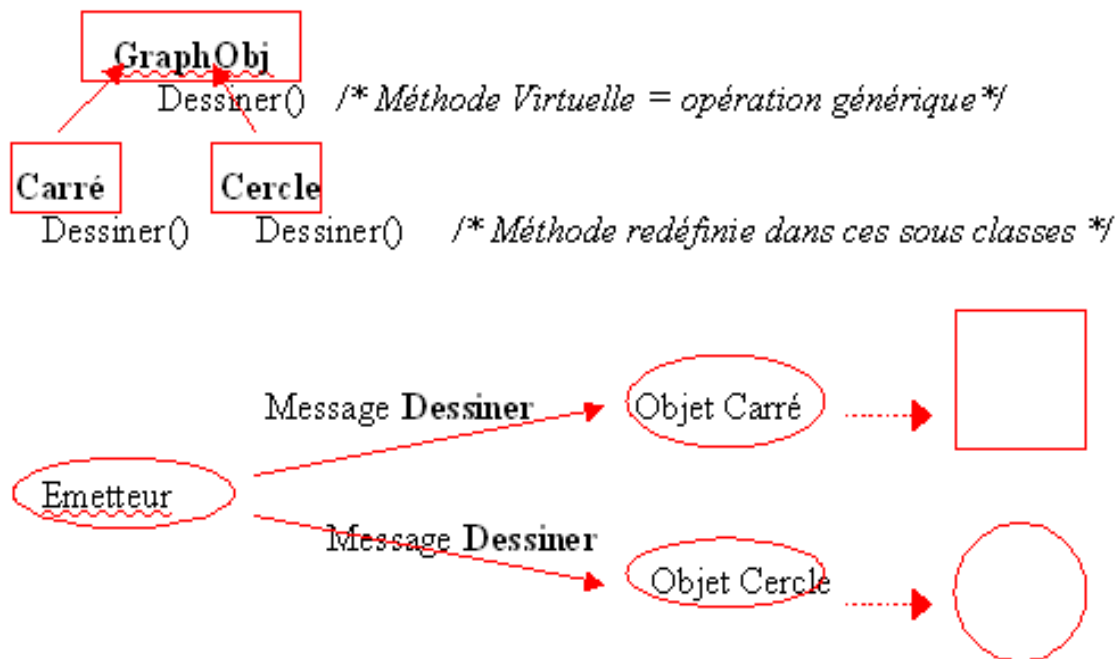 GraphObj
Dessiner() /* Méthode Virtuelle = opération générique */
Carré Cercle
Dessiner() Dessiner() /* Méthode redéfinie dans ces sous classes */
Message Dessiner Objet Carré
Emetteur
Message Dessiner
Objet Cercle